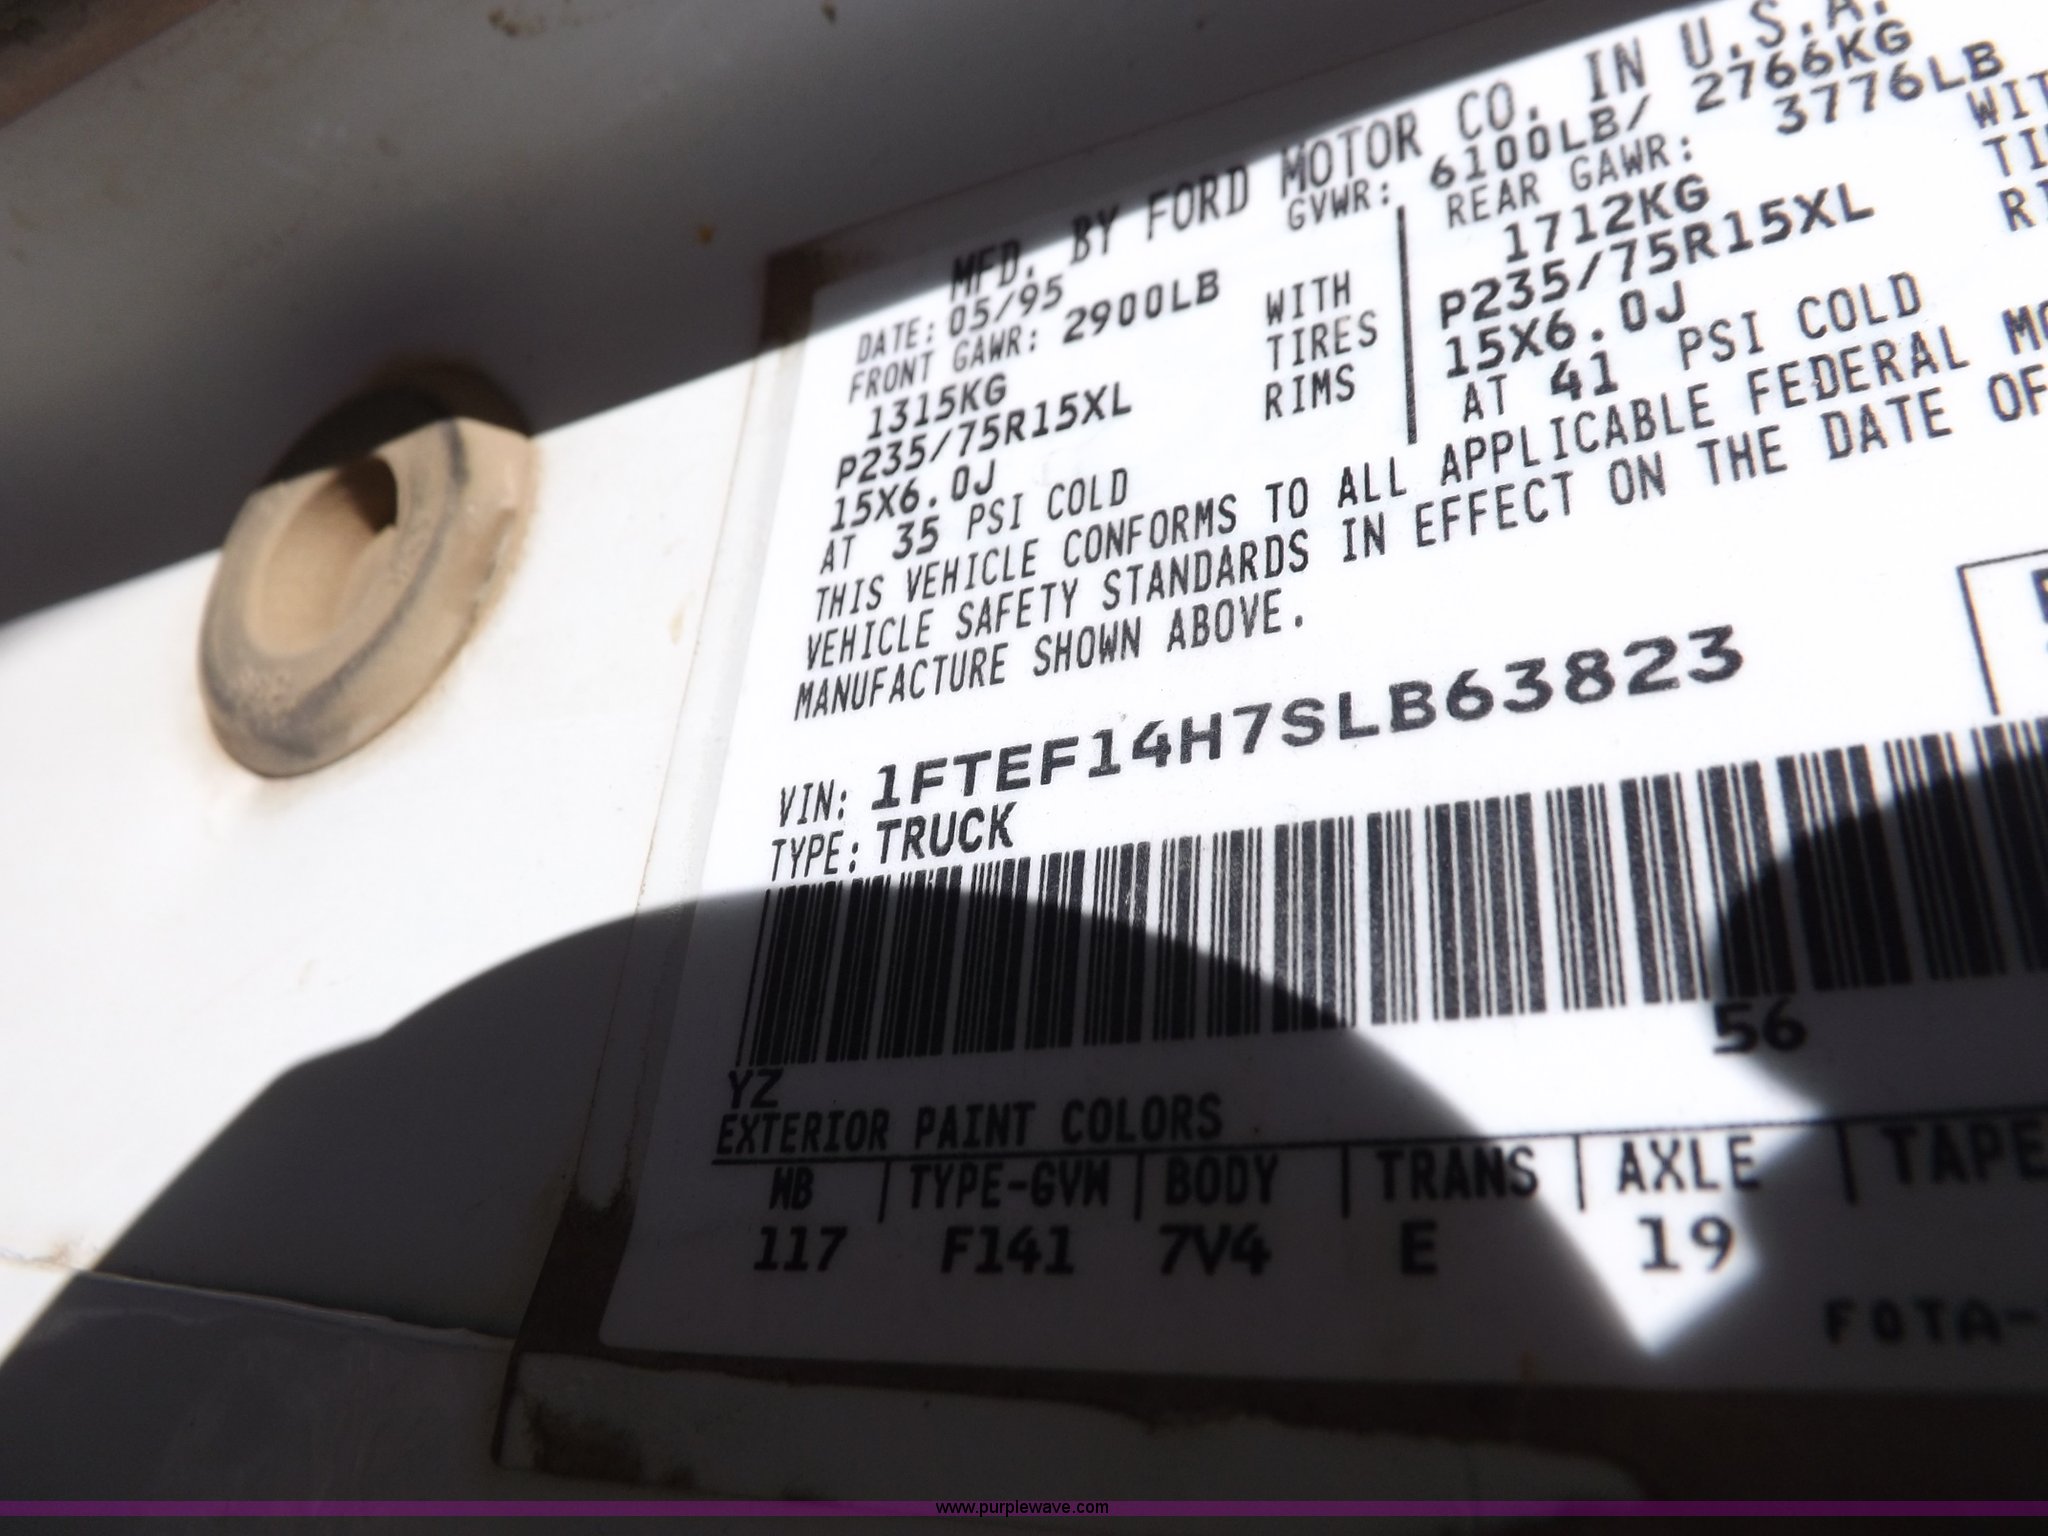 MFD. BY FORD MOTOR CO. IN U.S.A.
DATE: 05/95 GVWR: 6100LB/ 2766KG
FRONT GAWR: 2900LB REAR GAWR: 3776LB
1315KG WITH 1712KG
P235/75R15XL TIRES P235/75R15XL
15X6.0J RIMS 15X6.0J
AT 35 PSI COLD AT 41 PSI COLD
THIS VEHICLE CONFORMS TO ALL APPLICABLE FEDERAL
VEHICLE SAFETY STANDARDS IN EFFECT ON THE DATE OF
MANUFACTURE SHOWN ABOVE.
VIN: 1FTEF14H7SLB63823
TYPE: TRUCK
56
YZ
EXTERIOR PAINT COLORS
WB TYPE-GVW BODY TRANS AXLE TAPE
117 F141 7V4 E 19
F0TA-
www.purplewave.com